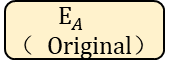 E_A
（ Original）